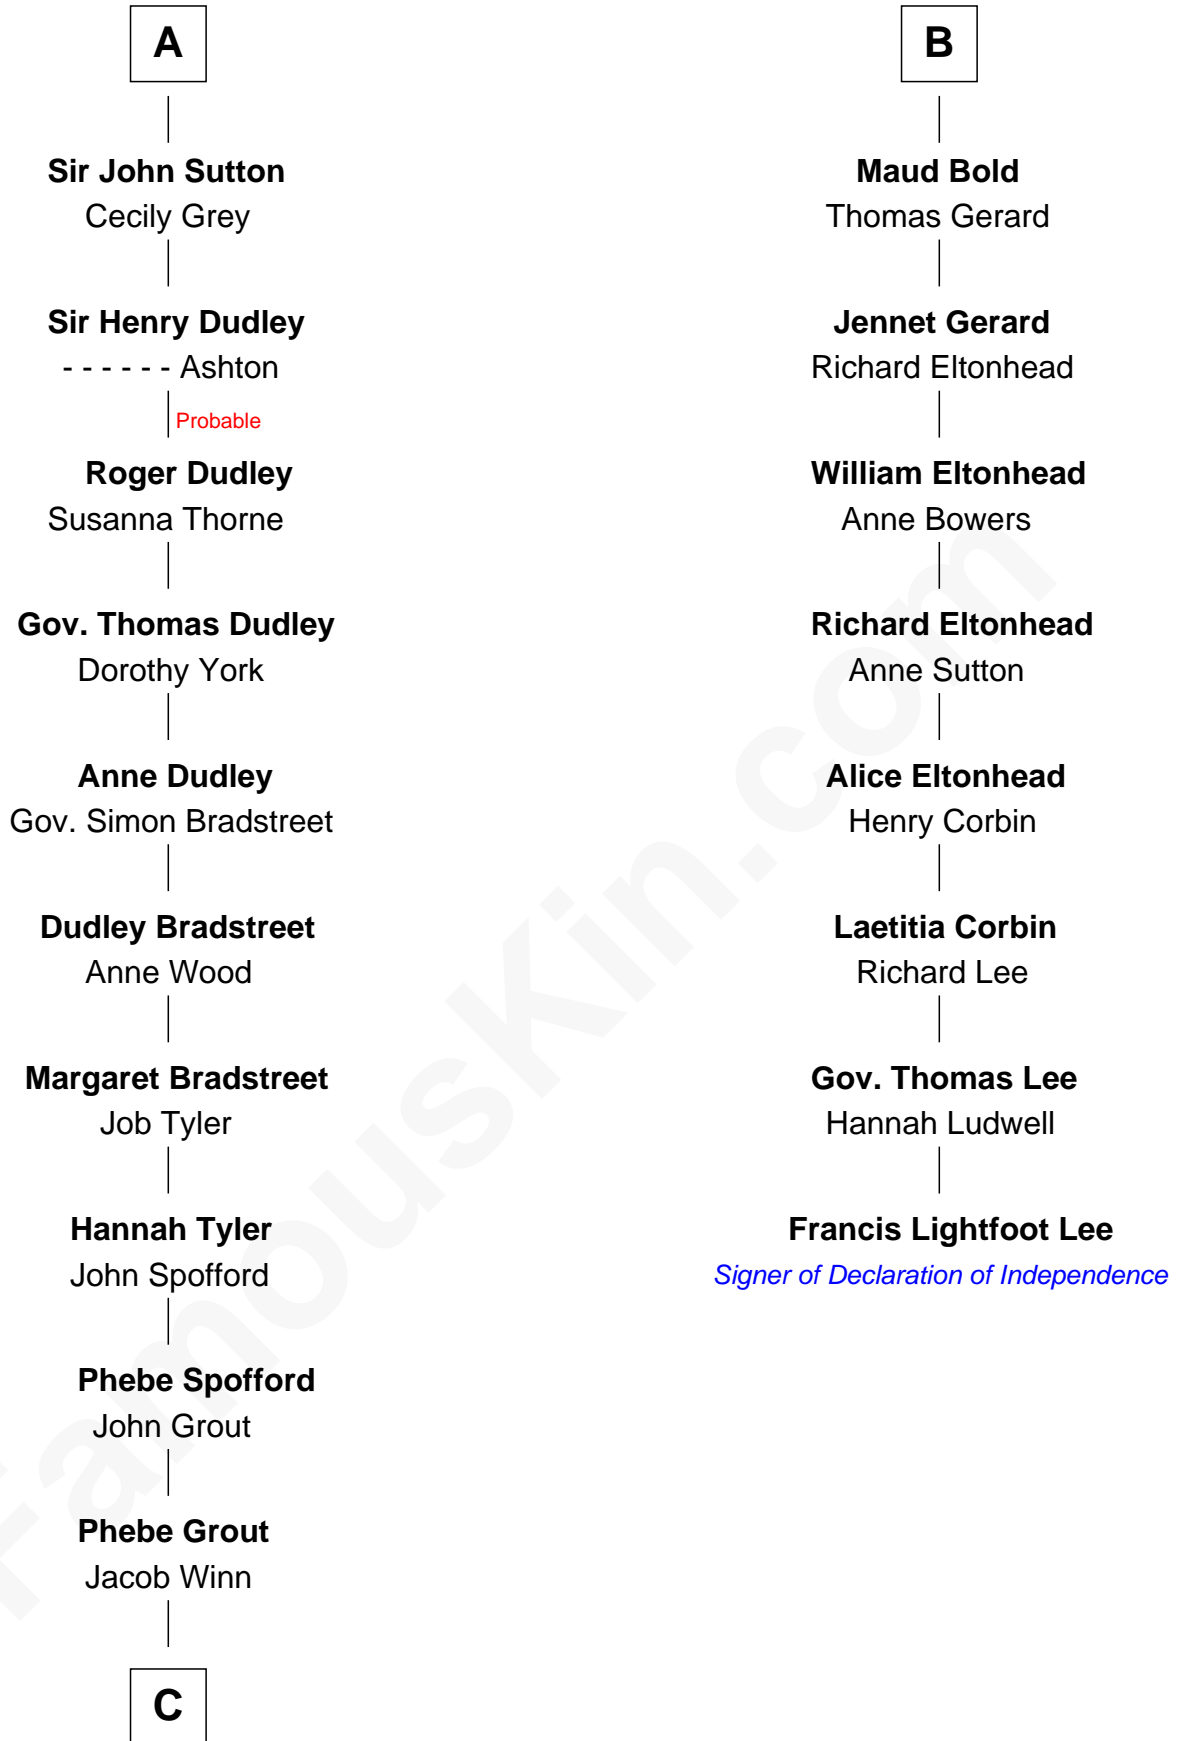 A
Sir John Sutton
Cecily Grey
Sir Henry Dudley
- - - - - - Ashton
Probable
Roger Dudley
Susanna Thorne
Gov. Thomas Dudley
Dorothy York
Anne Dudley
Gov. Simon Bradstreet
Dudley Bradstreet
Anne Wood
Margaret Bradstreet
Job Tyler
Hannah Tyler
John Spofford
Phebe Spofford
John Grout
Phebe Grout
Jacob Winn
C
B
Maud Bold
Thomas Gerard
Jennet Gerard
Richard Eltonhead
William Eltonhead
Anne Bowers
Richard Eltonhead
Anne Sutton
Alice Eltonhead
Henry Corbin
Laetitia Corbin
Richard Lee
Gov. Thomas Lee
Hannah Ludwell
Francis Lightfoot Lee
Signer of Declaration of Independence
FamousKin.com